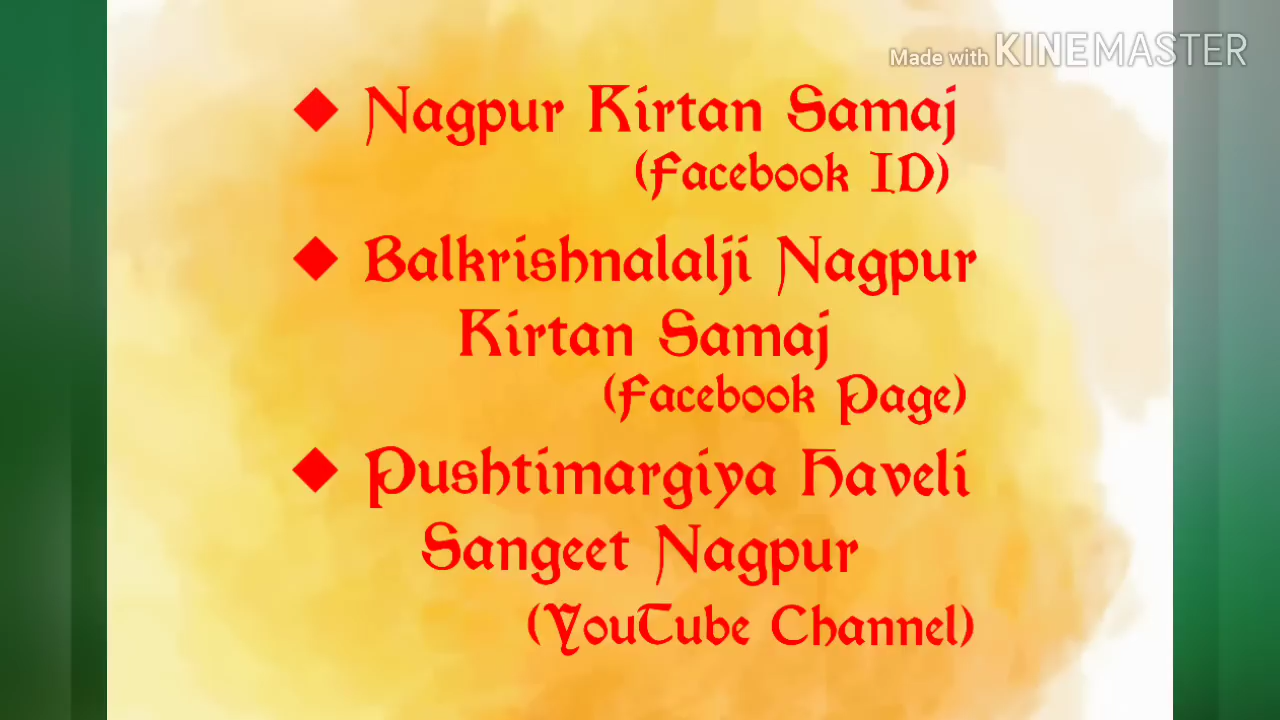 Made with KINEMASTER
◆ Nagpur Kirtan Samaj
(Facebook ID)
◆ Balkrishnalalji Nagpur
Kirtan Samaj
(Facebook Page)
◆ Pushtimargiya Haveli
Sangeet Nagpur
(YouTube Channel)